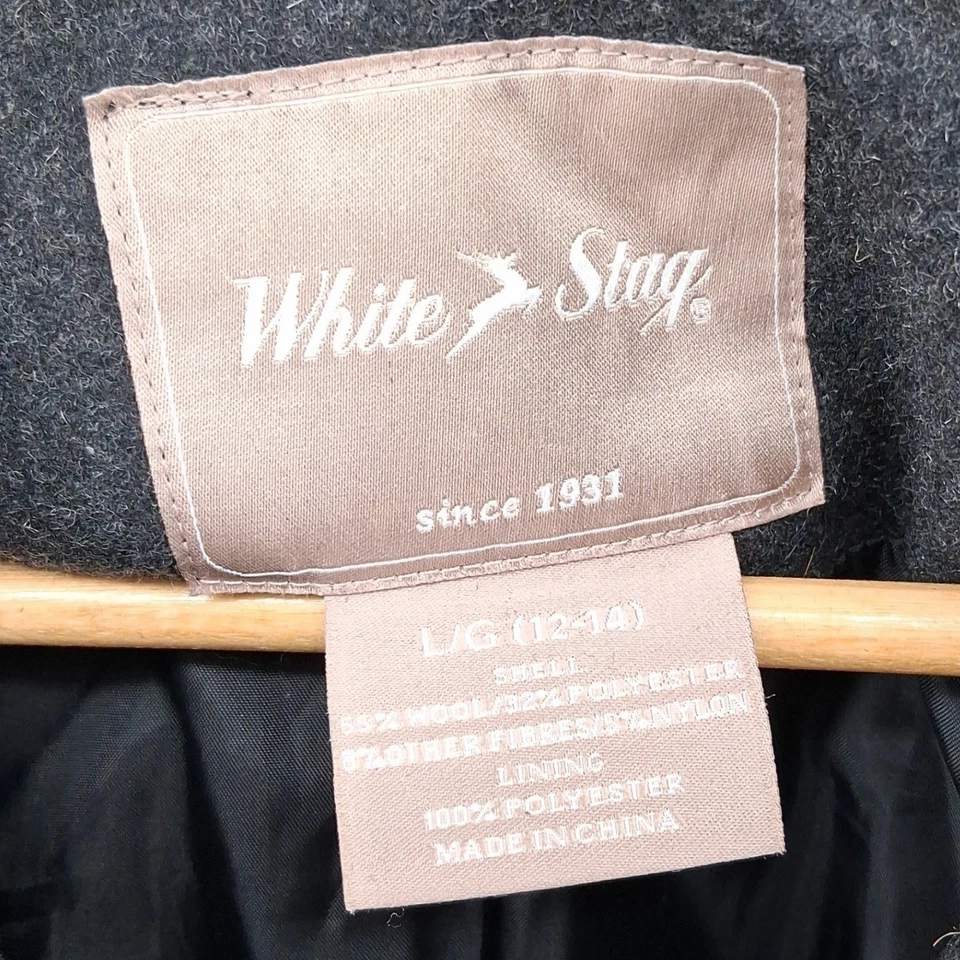 White Stag®
since 1931
L/G (12-14)
SHELL
55% WOOL/32% POLYESTER
8% OTHER FIBRES/5% NYLON
LINING
100% POLYESTER
MADE IN CHINA